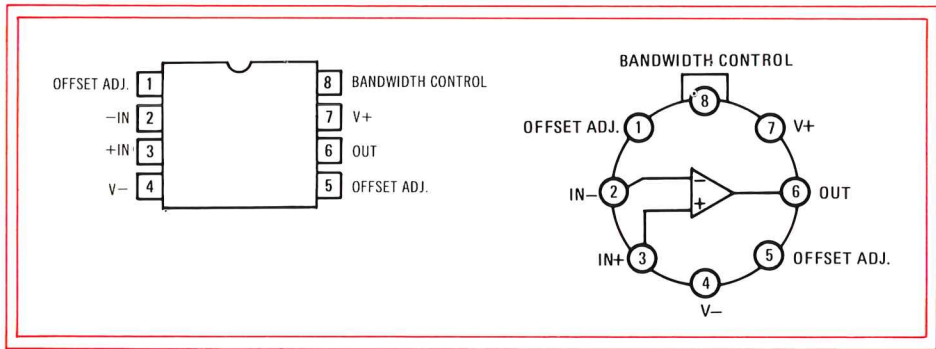 OFFSET ADJ. 1
-IN 2
+IN 3
V- 4
8 BANDWIDTH CONTROL
7 V+
6 OUT
5 OFFSET ADJ.
BANDWIDTH CONTROL
8
OFFSET ADJ. 1
7 V+
IN- 2
-
+
6 OUT
IN+ 3
5 OFFSET ADJ.
4
V-